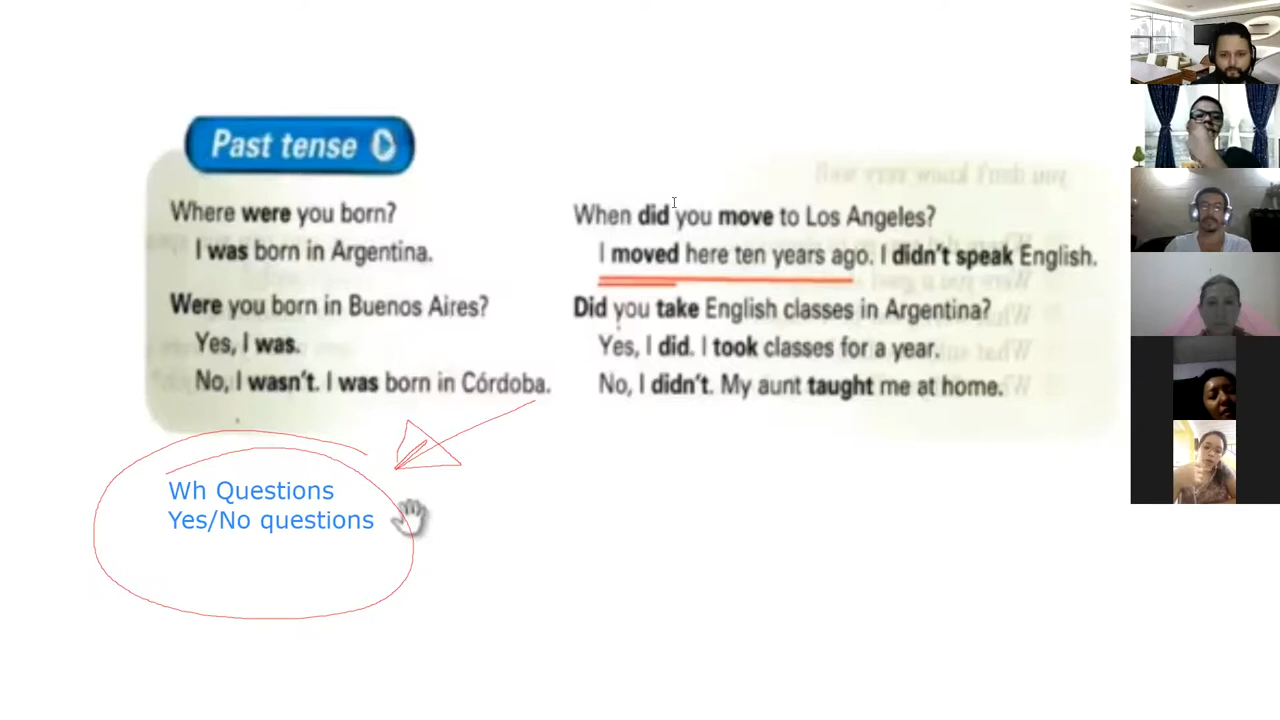 Past tense
Where were you born?
I was born in Argentina.
Were you born in Buenos Aires?
Yes, I was.
No, I wasn't. I was born in Córdoba.
When did you move to Los Angeles?
I moved here ten years ago. I didn't speak English.
Did you take English classes in Argentina?
Yes, I did. I took classes for a year.
No, I didn't. My aunt taught me at home.
Wh Questions
Yes/No questions